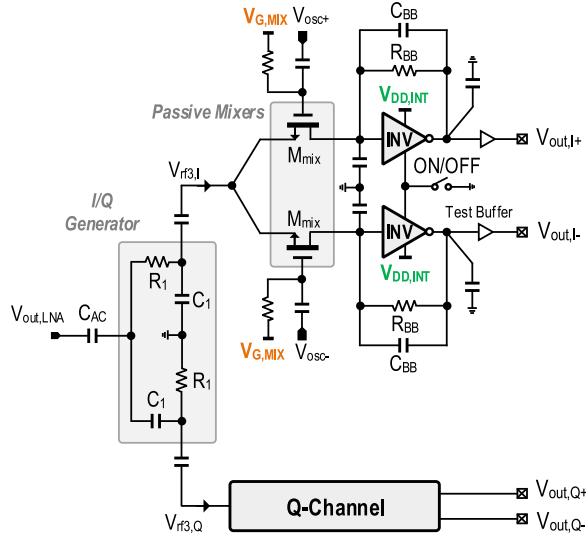 V_G,MIX
V_osc+
C_BB
R_BB
V_DD,INT
Passive Mixers
INV
V_out,I+
M_mix
ON/OFF
V_rf3,I
I/Q
Generator
M_mix
Test Buffer
INV
V_out,I-
V_DD,INT
R_1
C_1
V_out,LNA
C_AC
V_G,MIX
V_osc-
R_BB
C_BB
R_1
C_1
Q-Channel
V_out,Q+
V_out,Q-
V_rf3,Q